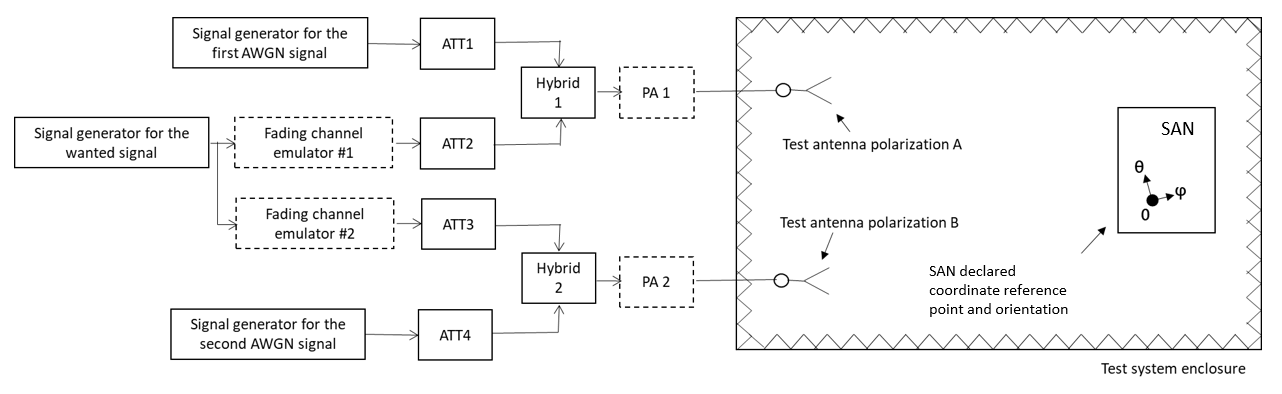 Signal generator for the
first AWGN signal
ATT1
Hybrid
1
PA 1
Signal generator for the
wanted signal
Fading channel
emulator #1
ATT2
Test antenna polarization A
SAN
θ
φ
0
Fading channel
emulator #2
ATT3
Hybrid
2
PA 2
Test antenna polarization B
SAN declared
coordinate reference
point and orientation
Signal generator for the
second AWGN signal
ATT4
Test system enclosure